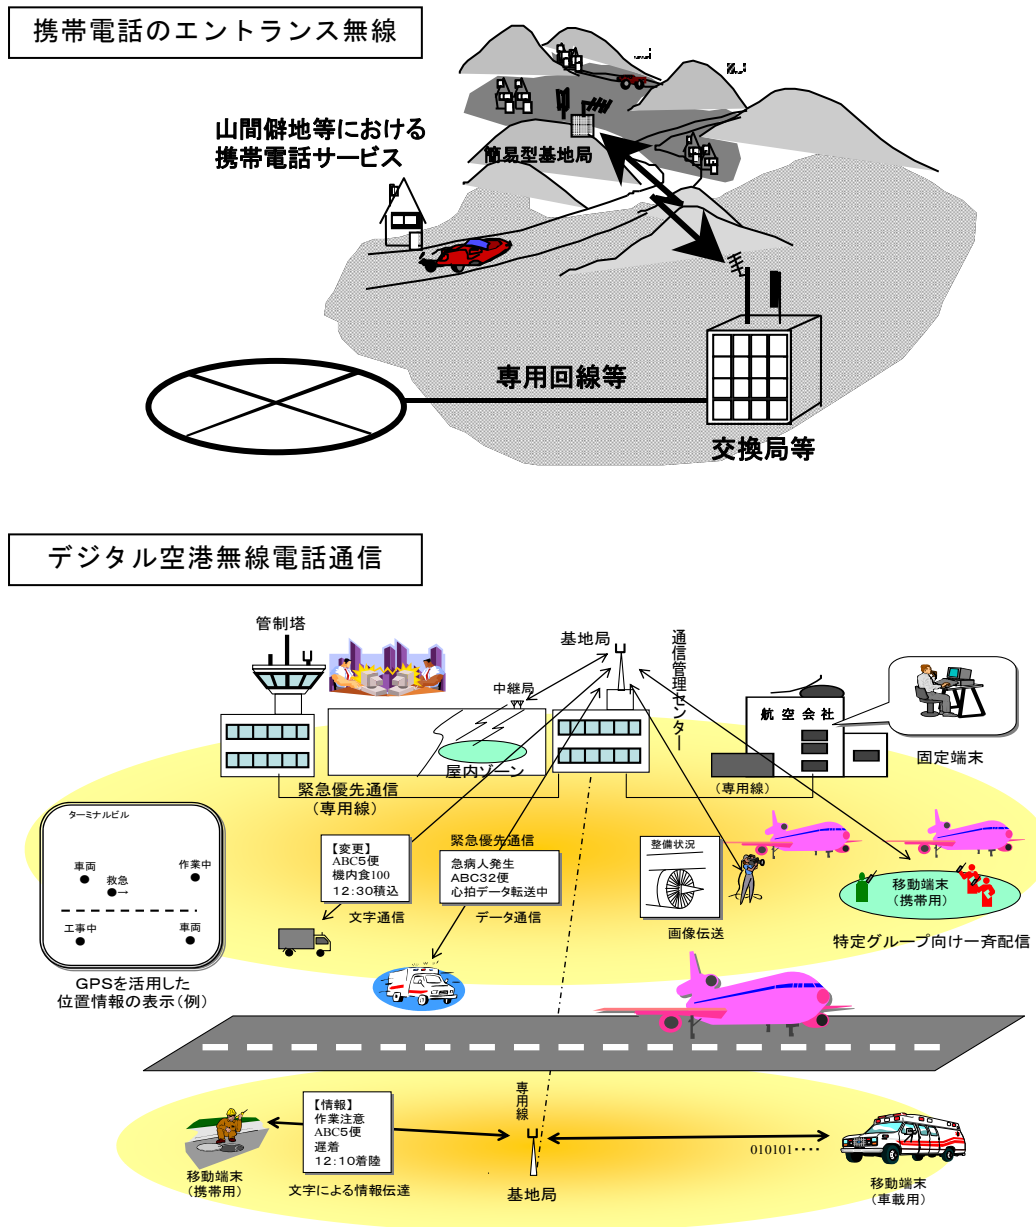 携帯電話のエントランス無線
山間僻地等における
携帯電話サービス
簡易型基地局
専用回線等
交換局等
デジタル空港無線電話通信
管制塔
基地局
通信管理センター
中継局
航空会社
固定端末
屋内ゾーン
緊急優先通信
(専用線)
(専用線)
ターミナルビル
車両
作業中
救急
→
工事中
車両
GPSを活用した
位置情報の表示(例)
【変更】
ABC5便
機内食100
12:30積込
文字通信
緊急優先通信
急病人発生
ABC32便
心拍データ転送中
データ通信
整備状況
画像伝送
移動端末
(携帯用)
特定グループ向け一斉配信
専用線
【情報】
作業注意
ABC5便
遅着
12:10着陸
010101‥‥
移動端末
(携帯用)
文字による情報伝達
基地局
移動端末
(車載用)